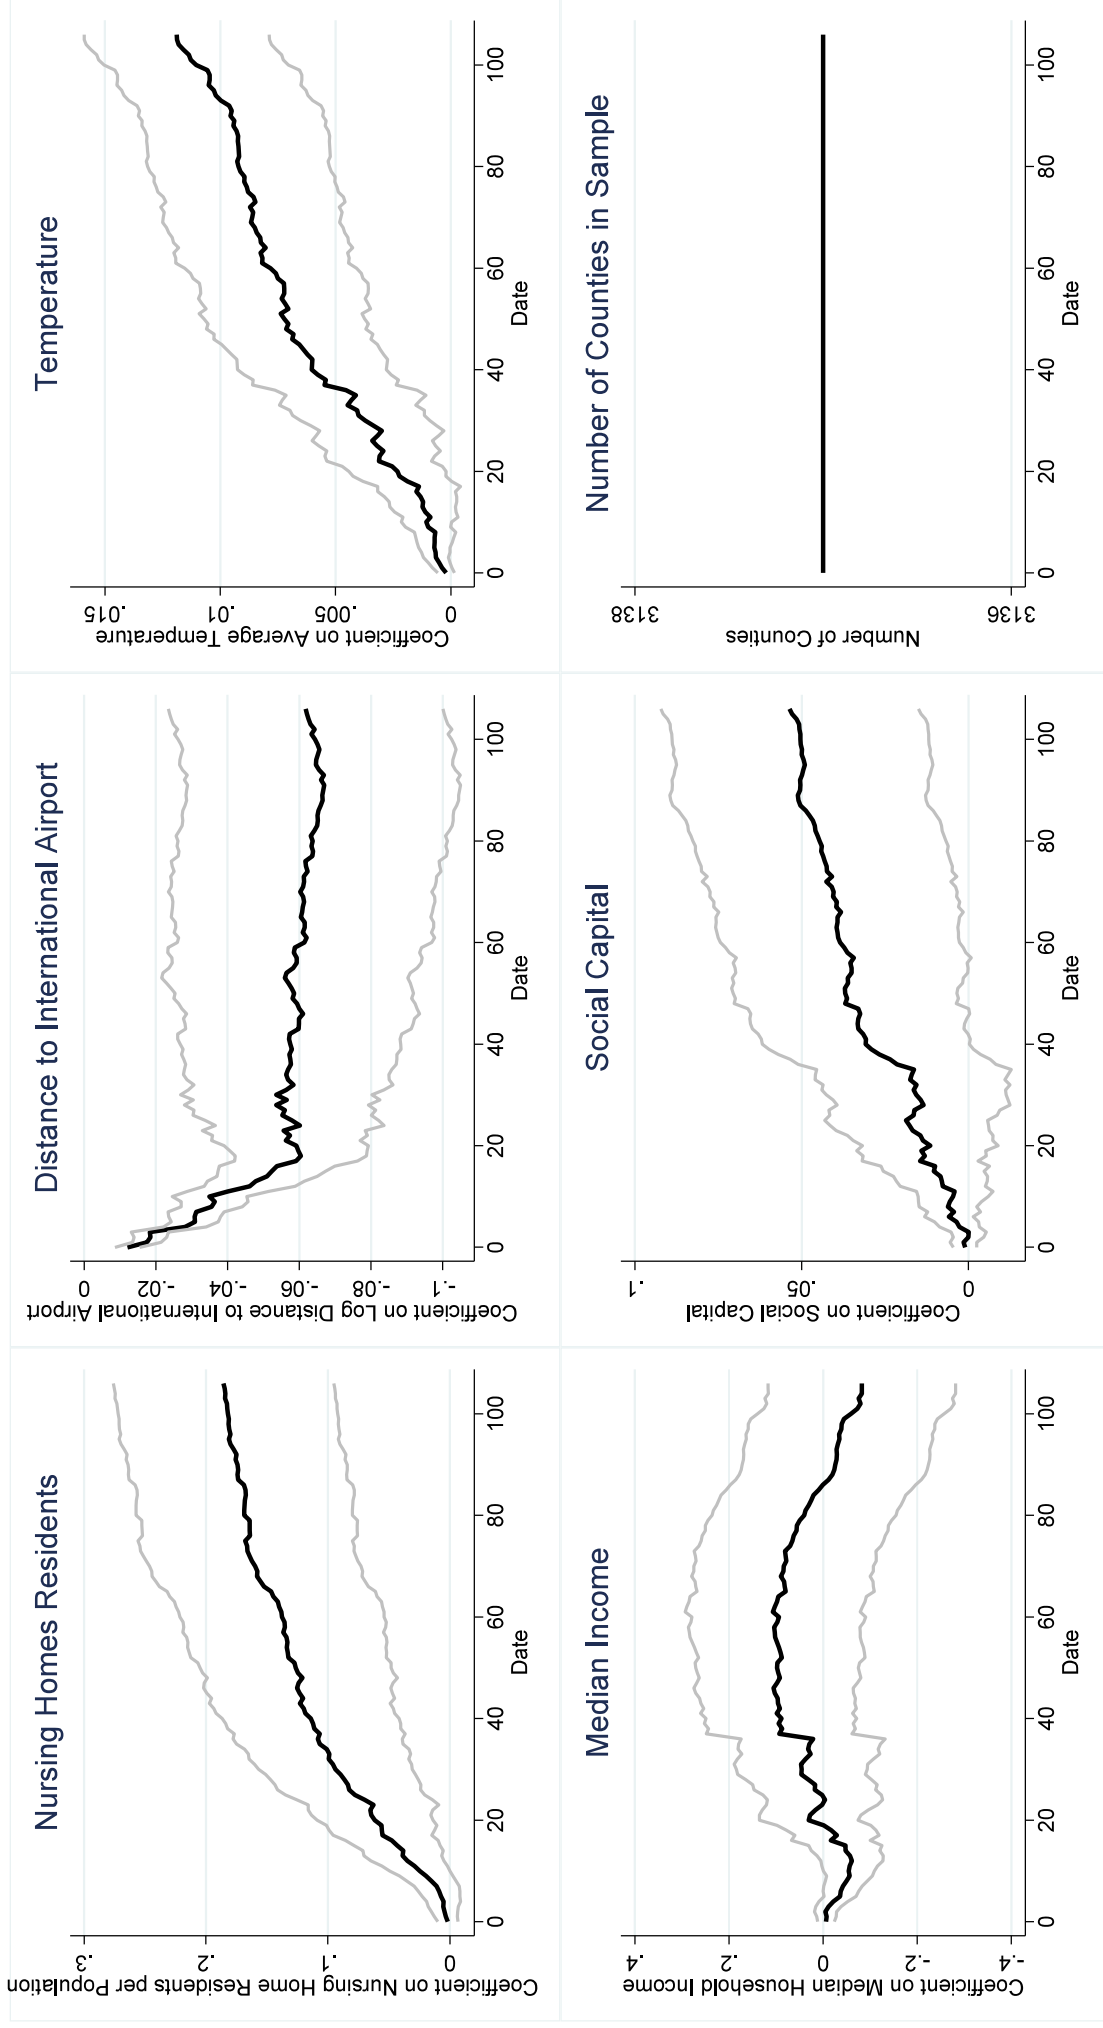 Nursing Homes Residents
Coefficient on Nursing Home Residents per Population
.3
.2
.1
0
0 20 40 60 80 100
Date
Distance to International Airport
Coefficient on Log Distance to International Airport
0
-.02
-.04
-.06
-.08
-.1
0 20 40 60 80 100
Date
Temperature
Coefficient on Average Temperature
.015
.01
.005
0
0 20 40 60 80 100
Date
Median Income
Coefficient on Median Household Income
.4
.2
0
-.2
-.4
0 20 40 60 80 100
Date
Social Capital
Coefficient on Social Capital
.1
.05
0
0 20 40 60 80 100
Date
Number of Counties in Sample
Number of Counties
3138
3136
0 20 40 60 80 100
Date